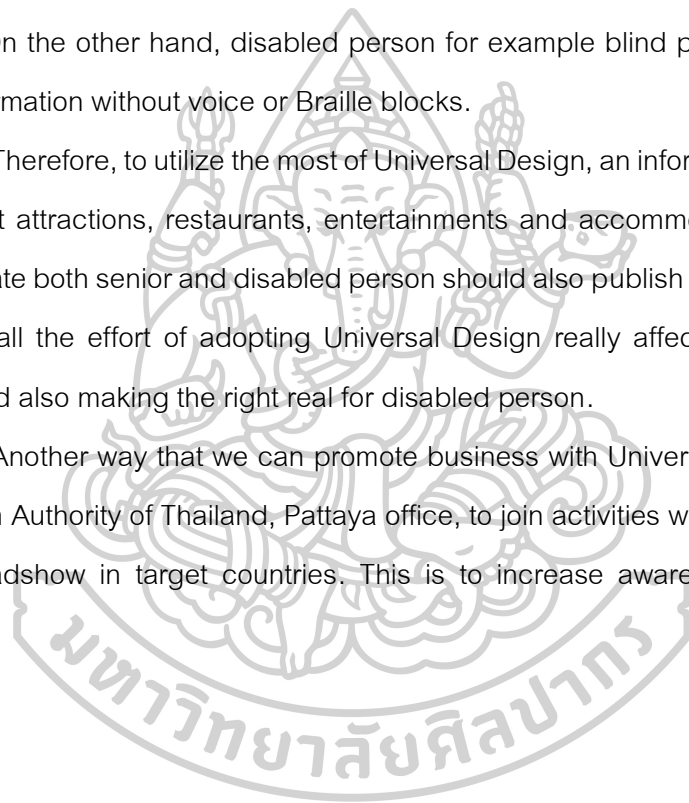 n the other hand, disabled person for example blind p
rmation without voice or Braille blocks.
Therefore, to utilize the most of Universal Design, an infor
t attractions, restaurants, entertainments and accomm
ate both senior and disabled person should also publish
all the effort of adopting Universal Design really affec
d also making the right real for disabled person.
Another way that we can promote business with Univer
Authority of Thailand, Pattaya office, to join activities w
adshow in target countries. This is to increase aware
มหาวิทยาลัยศิลปากร